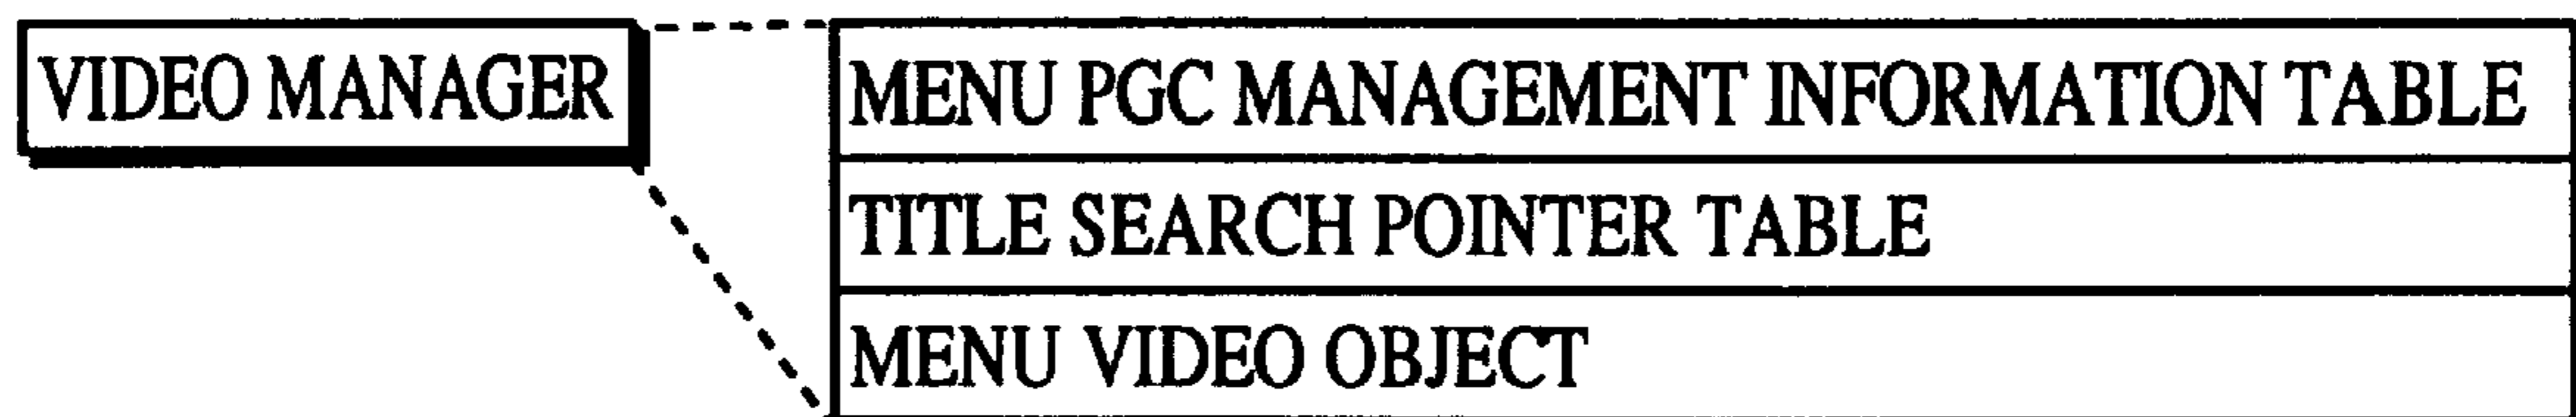 VIDEO MANAGER
MENU PGC MANAGEMENT INFORMATION TABLE
TITLE SEARCH POINTER TABLE
MENU VIDEO OBJECT